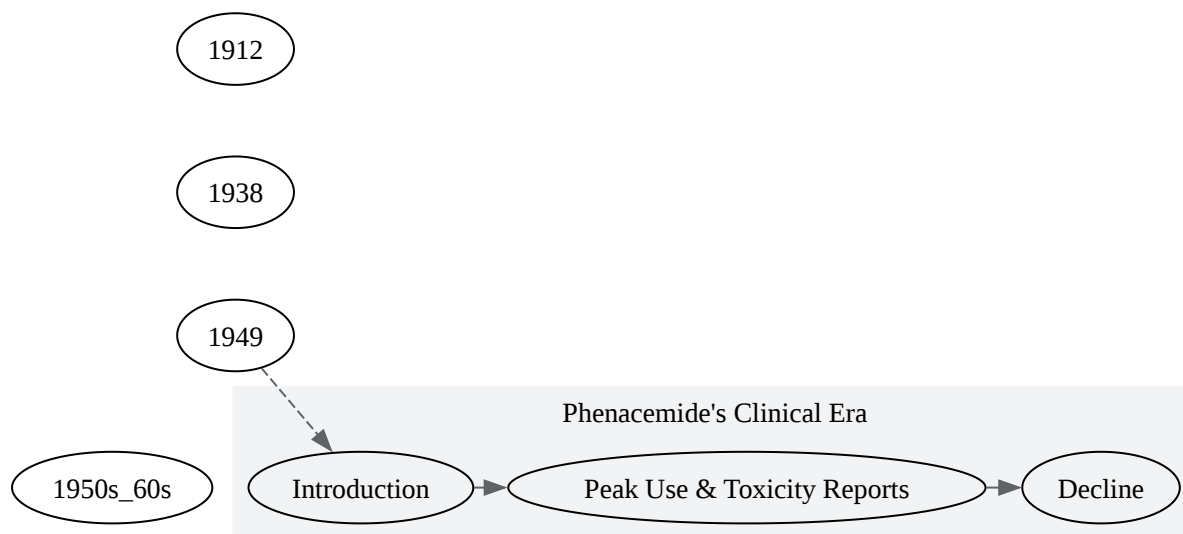 1912
1938
1949
Phenacemide's Clinical Era
1950s_60s
Introduction
Peak Use & Toxicity Reports
Decline